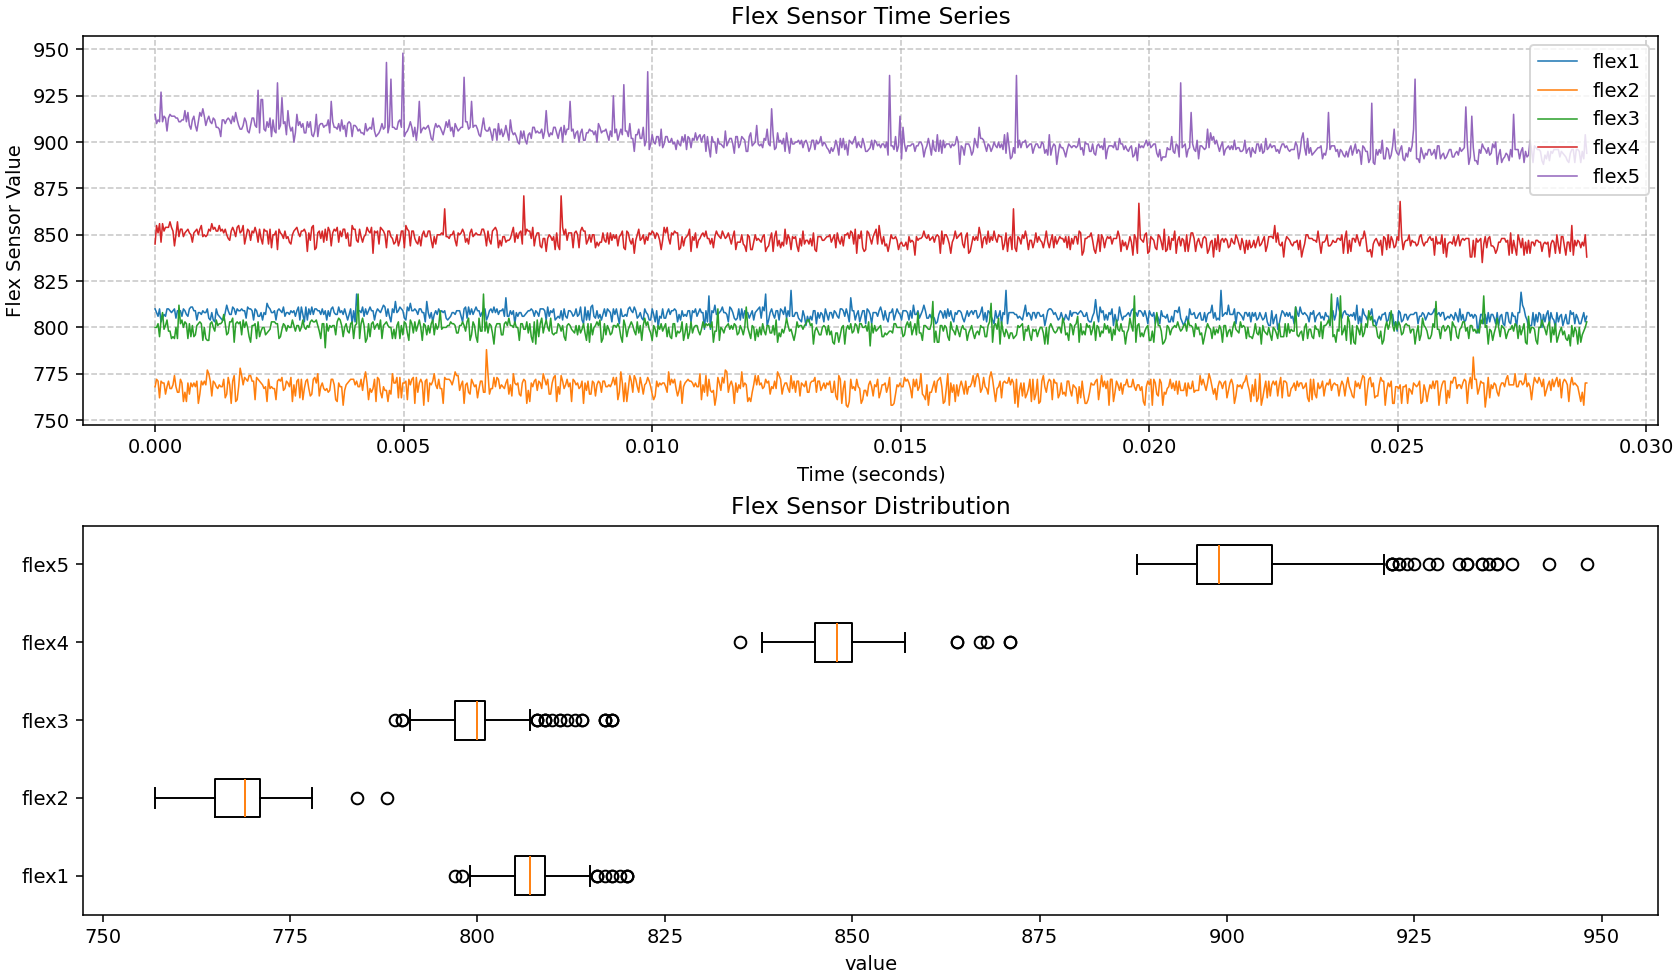 Flex Sensor Time Series
Flex Sensor Value
950
925
900
875
850
825
800
775
750
flex1
flex2
flex3
flex4
flex5
0.000 0.005 0.010 0.015 0.020 0.025 0.030
Time (seconds)
Flex Sensor Distribution
flex5
flex4
flex3
flex2
flex1
750 775 800 825 850 875 900 925 950
value